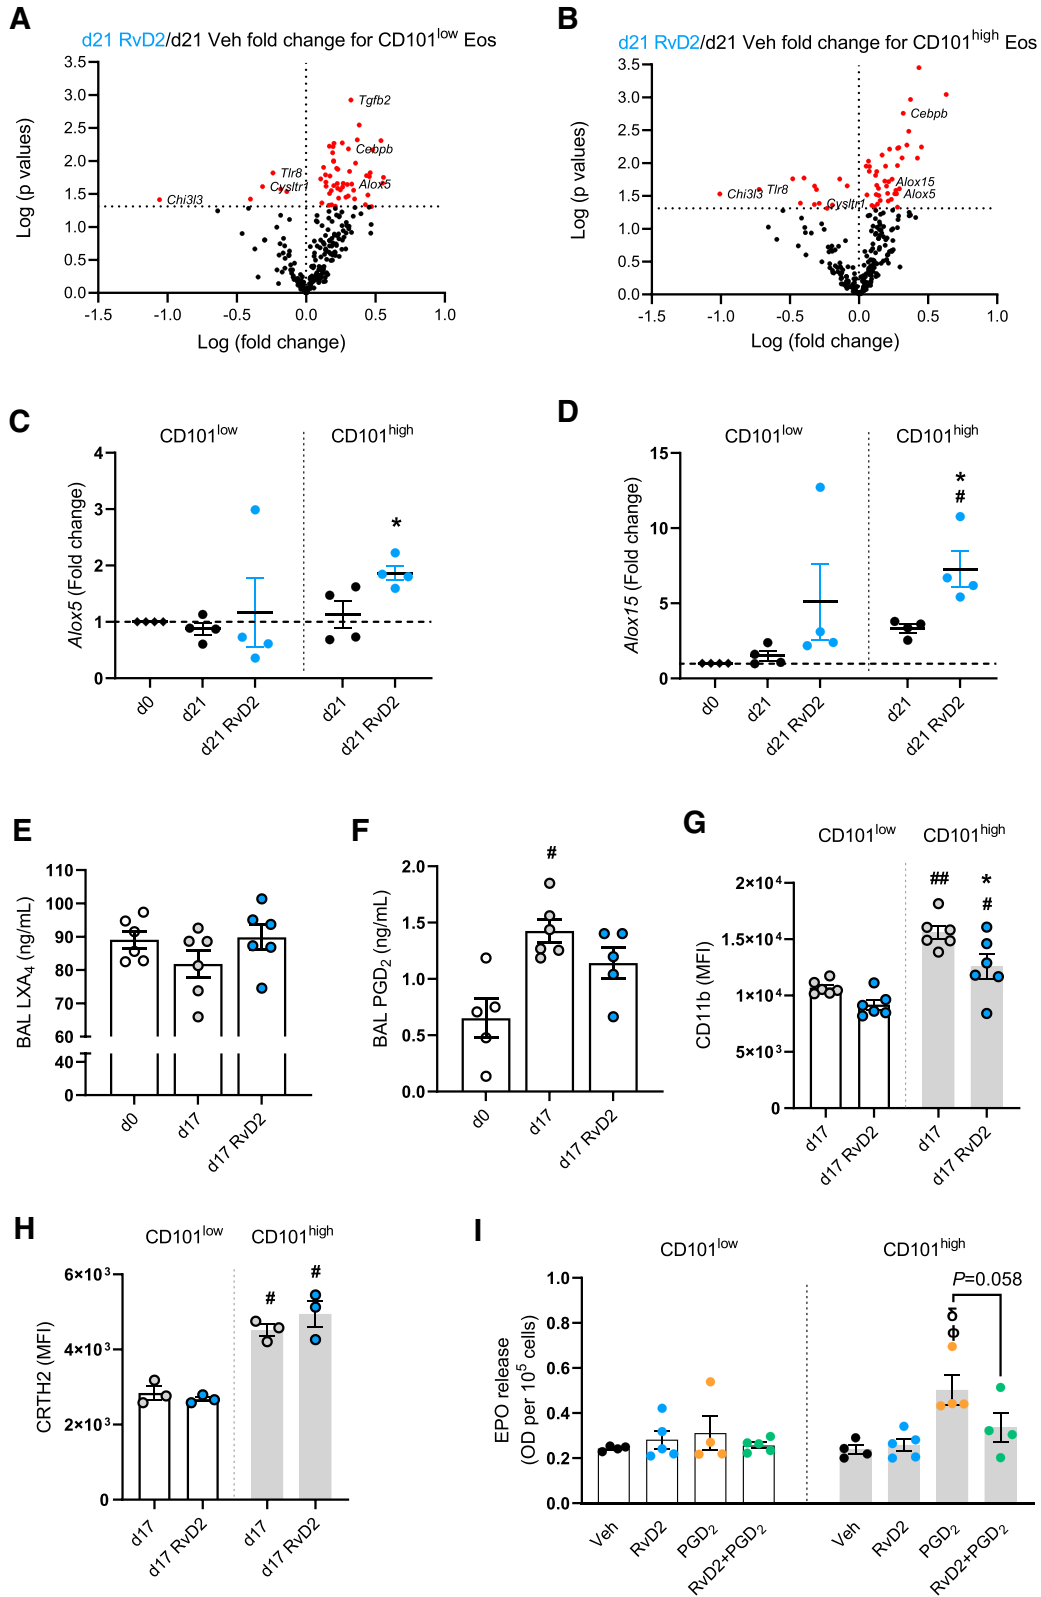 A
d21 RvD2/d21 Veh fold change for CD101low Eos
Log (p values)
3.5
3.0
2.5
2.0
1.5
1.0
0.5
0.0
Tgfb2
Cebpb
Tlr8
Cysltr1
Alox5
Chi3l3
-1.5
-1.0
-0.5
0.0
0.5
1.0
Log (fold change)
B
d21 RvD2/d21 Veh fold change for CD101high Eos
Log (p values)
3.5
3.0
2.5
2.0
1.5
1.0
0.5
0.0
Cebpb
Alox15
Tlr8
Chi3l3
Alox5
Cysltr1
-1.5
-1.0
-0.5
0.0
0.5
1.0
Log (fold change)
C
CD101low
CD101high
Alox5 (Fold change)
4
3
2
1
0
*
d0
d21
d21 RvD2
d21
d21 RvD2
D
CD101low
CD101high
Alox15 (Fold change)
15
10
5
0
*
#
d0
d21
d21 RvD2
d21
d21 RvD2
E
BAL LXA4 (ng/mL)
110
100
90
80
70
60
40
0
d0
d17
d17 RvD2
F
BAL PGD2 (ng/mL)
2.0
1.5
1.0
0.5
0.0
#
d0
d17
d17 RvD2
G
CD101low
CD101high
CD11b (MFI)
2×10⁴
1.5×10⁴
1×10⁴
5×10³
0
##
*
#
d17
d17 RvD2
d17
d17 RvD2
H
CD101low
CD101high
CRTH2 (MFI)
6×10³
4×10³
2×10³
0
#
#
d17
d17 RvD2
d17
d17 RvD2
I
CD101low
CD101high
EPO release
(OD per 10⁵ cells)
1.0
0.8
0.6
0.4
0.2
0.0
P=0.058
Veh
RvD2
PGD2
RvD2+PGD2
Veh
RvD2
PGD2
RvD2+PGD2